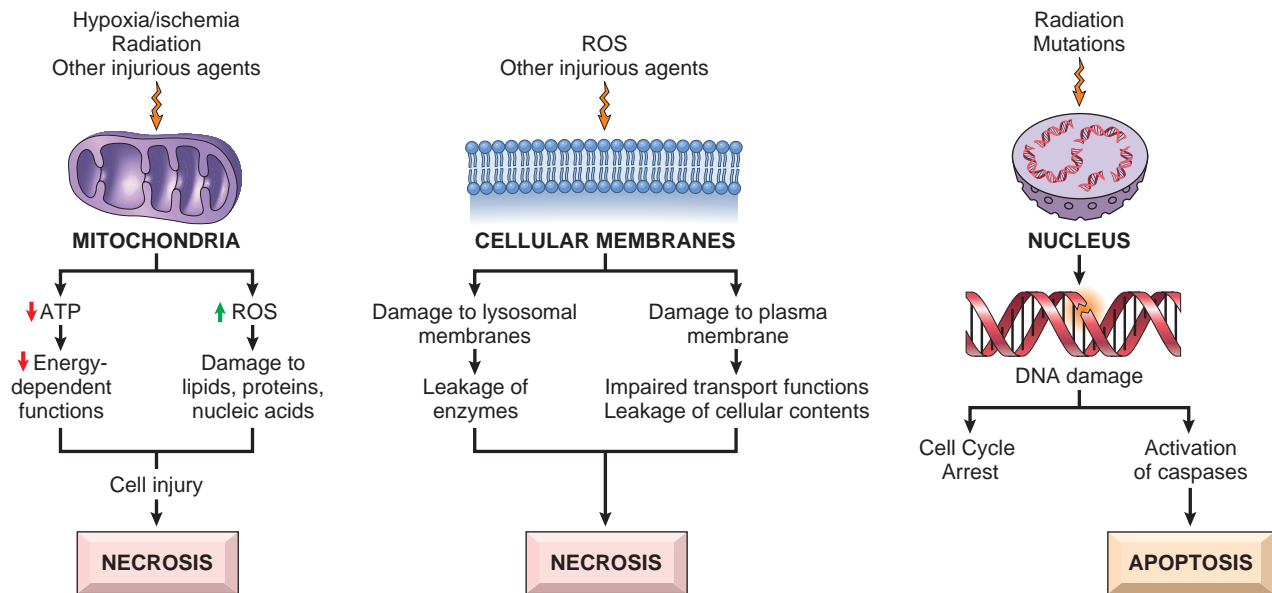 Hypoxia/ischemia
Radiation
Other injurious agents
MITOCHONDRIA
ATP
ROS
Energy-
dependent
functions
Damage to
lipids, proteins,
nucleic acids
Cell injury
NECROSIS
ROS
Other injurious agents
CELLULAR MEMBRANES
Damage to lysosomal
membranes
Damage to plasma
membrane
Leakage of
enzymes
Impaired transport functions
Leakage of cellular contents
NECROSIS
Radiation
Mutations
NUCLEUS
DNA damage
Cell Cycle
Arrest
Activation
of caspases
APOPTOSIS